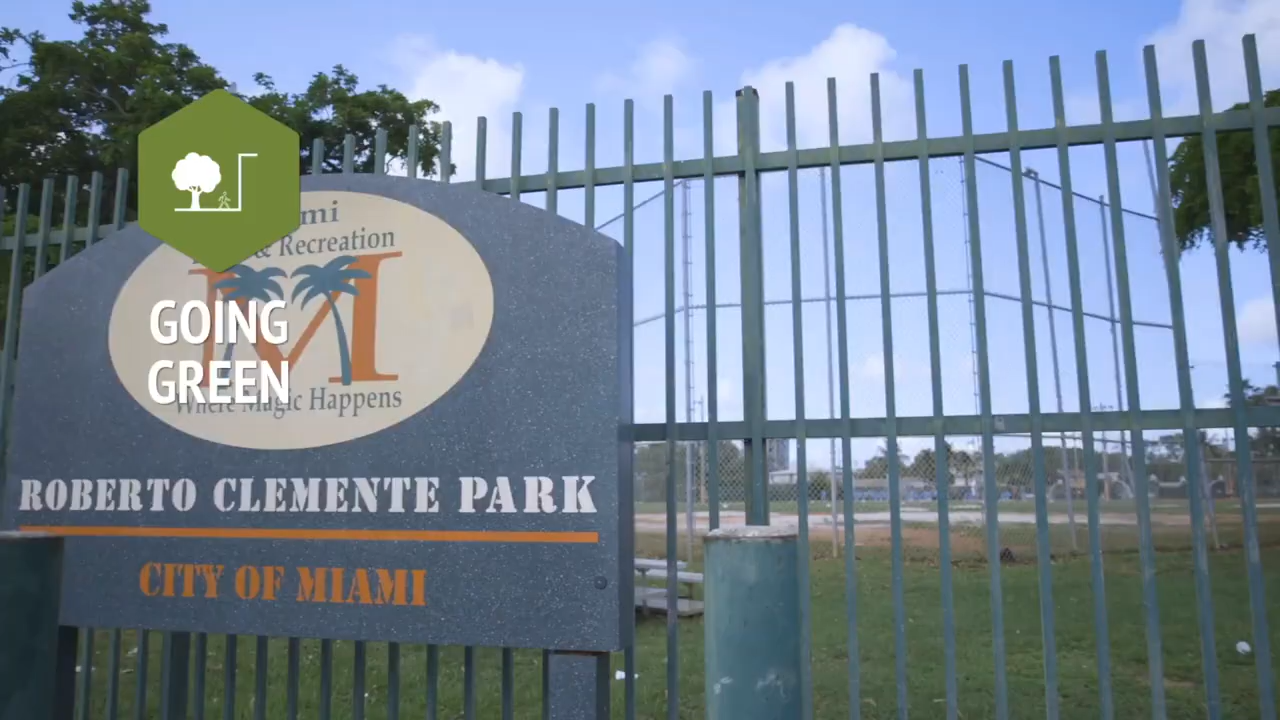 GOING
GREEN
& Recreation
M
Where Magic Happens
ROBERTO CLEMENTE PARK
CITY OF MIAMI